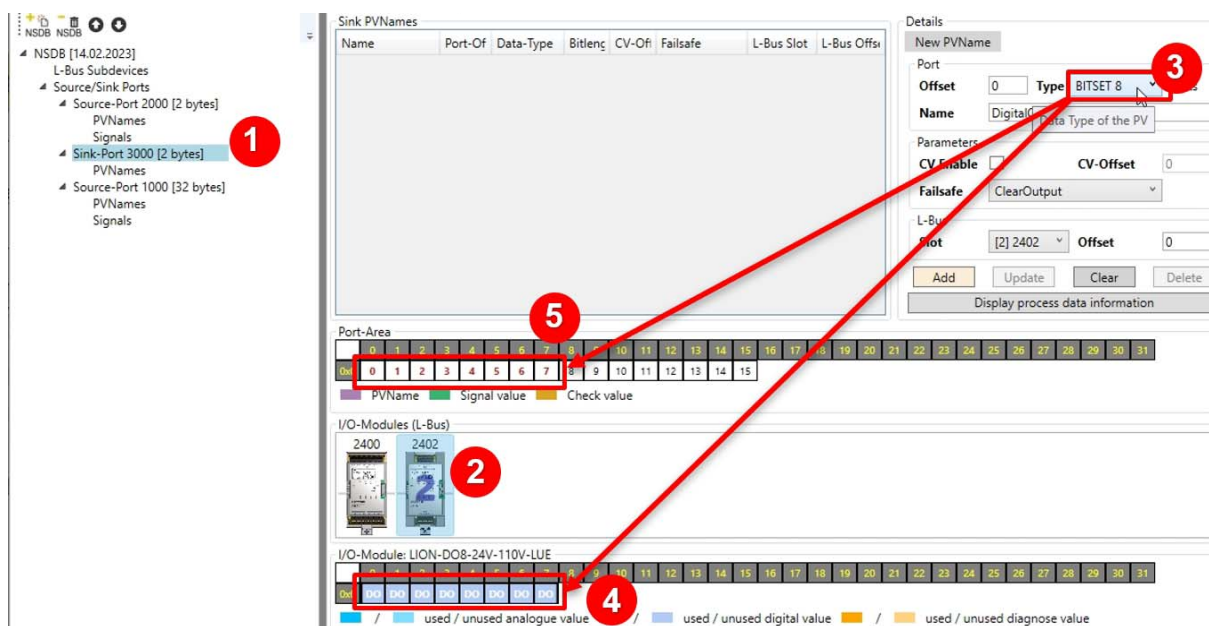 NSDB NSDB
NSDB [14.02.2023]
L-Bus Subdevices
Source/Sink Ports
Source-Port 2000 [2 bytes]
PVNames
Signals
Sink-Port 3000 [2 bytes]
PVNames
Source-Port 1000 [32 bytes]
PVNames
Signals
1
Sink PVNames
Name Port-Of Data-Type Bitleng CV-Off Failsafe L-Bus Slot L-Bus Offse
Details
New PVName
Port
3
Offset 0 Type BITSET 8
Name Data Type of the PV
Parameters
CV Enable CV-Offset 0
Failsafe ClearOutput
L-Bus
Slot [2] 2402 Offset 0
Add Update Clear Delete
Display process data information
5
Port-Area
0 1 2 3 4 5 6 7 8 9 10 11 12 13 14 15 16 17 18 19 20 21 22 23 24 25 26 27 28 29 30 31
0 1 2 3 4 5 6 7 8 9 10 11 12 13 14 15
PVName Signal value Check value
I/O-Modules (L-Bus)
2400 2402
2
2
I/O-Module: LION-DO8-24V-110V-LUE
0 1 2 3 4 5 6 7 8 9 10 11 12 13 14 15 16 17 18 19 20 21 22 23 24 25 26 27 28 29 30 31
DO DO DO DO DO DO DO DO
4
/ used / unused analogue value / used / unused digital value / used / unused diagnose value